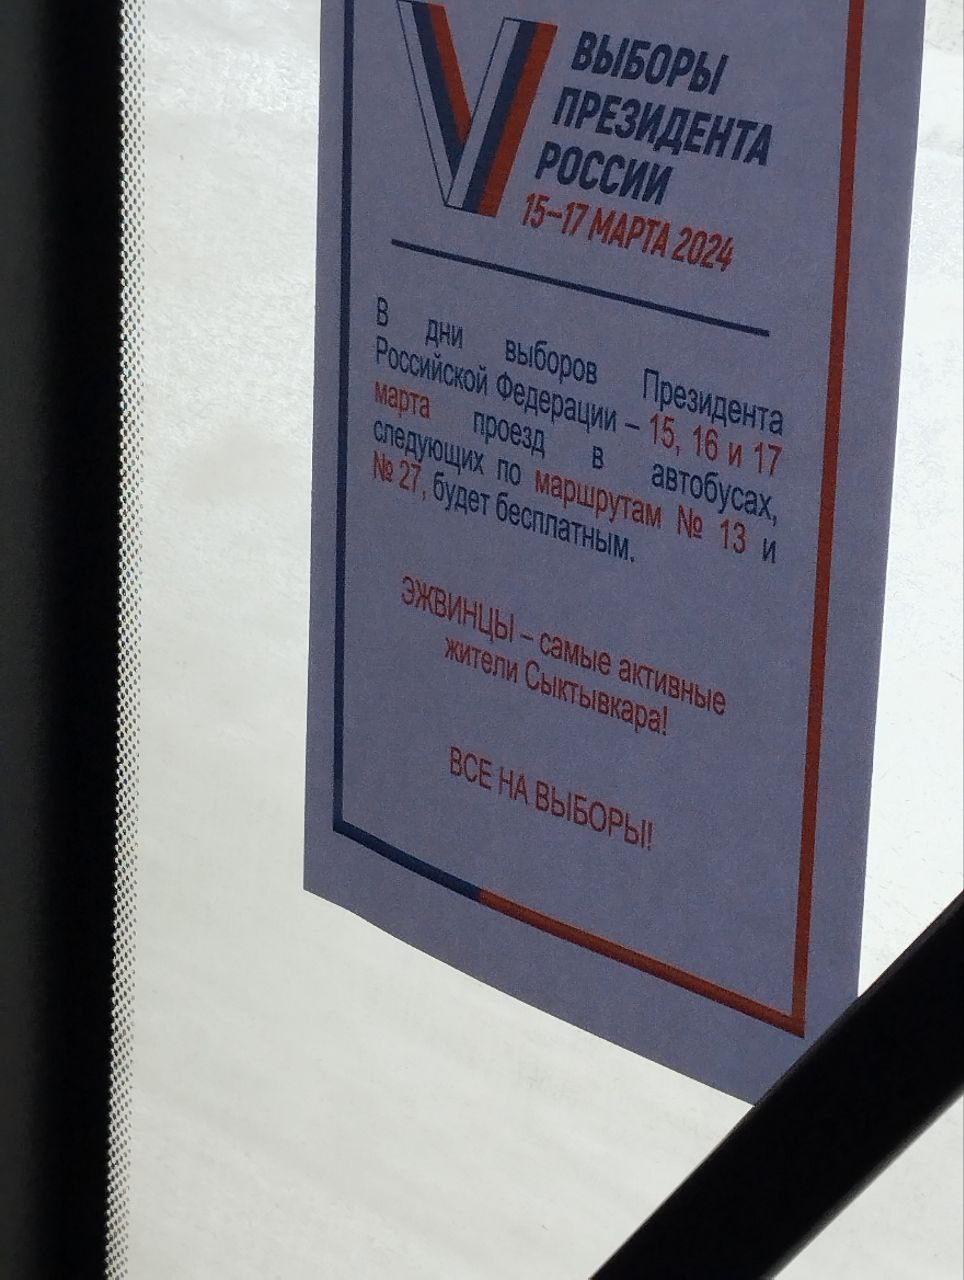 ВЫБОРЫ
ПРЕЗИДЕНТА
РОССИИ
15–17 МАРТА 2024
В дни выборов Президента
Российской Федерации – 15, 16 и 17
марта проезд в автобусах,
следующих по маршрутам № 13 и
№ 27, будет бесплатным.
ЭЖВИНЦЫ – самые активные
жители Сыктывкара!
ВСЕ НА ВЫБОРЫ!